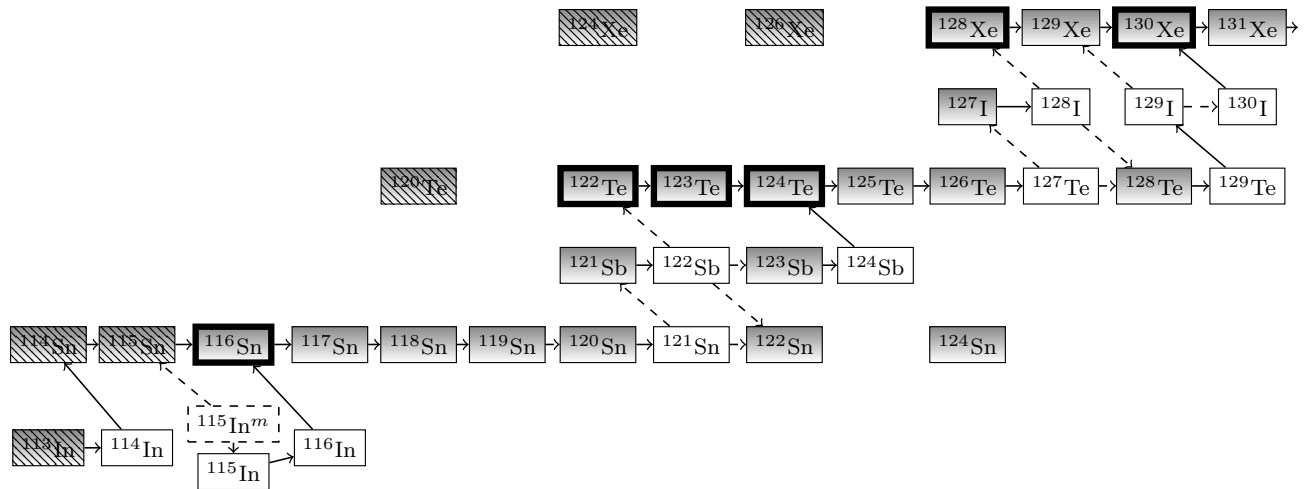 ¹²⁴Xe ¹²⁶Xe ¹²⁸Xe ¹²⁹Xe ¹³⁰Xe ¹³¹Xe
¹²⁷I ¹²⁸I ¹²⁹I ¹³⁰I
¹²⁰Te ¹²²Te ¹²³Te ¹²⁴Te ¹²⁵Te ¹²⁶Te ¹²⁷Te ¹²⁸Te ¹²⁹Te
¹²¹Sb ¹²²Sb ¹²³Sb ¹²⁴Sb
¹¹⁴Sn ¹¹⁵Sn ¹¹⁶Sn ¹¹⁷Sn ¹¹⁸Sn ¹¹⁹Sn ¹²⁰Sn ¹²¹Sn ¹²²Sn ¹²⁴Sn
¹¹⁵Inᵐ
¹¹³In ¹¹⁴In ¹¹⁶In
¹¹⁵In